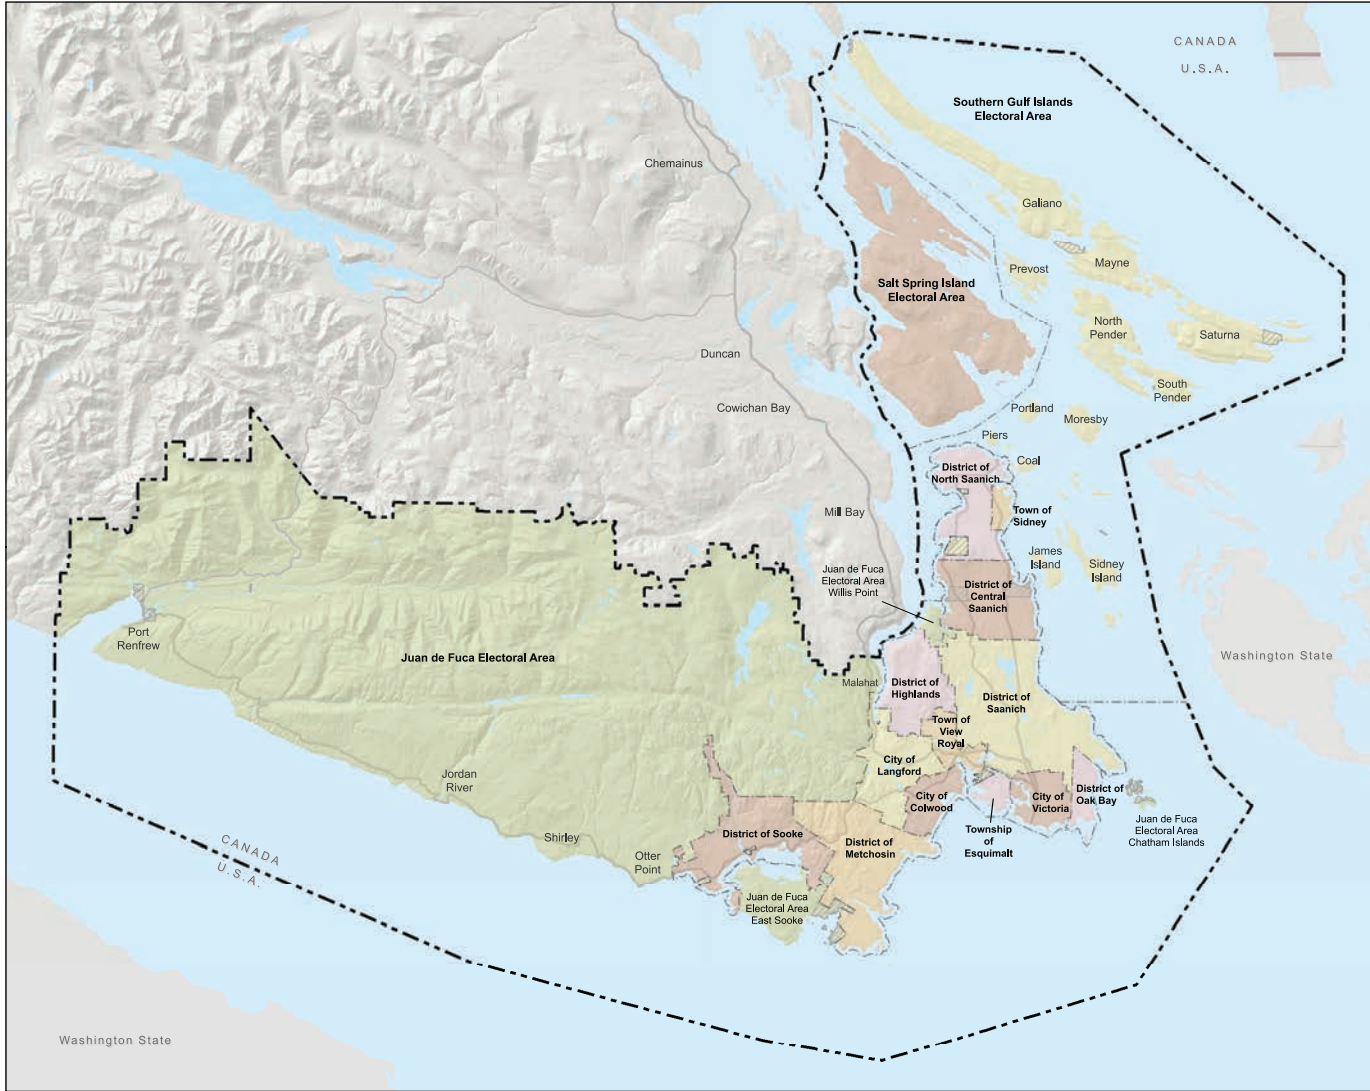 CANADA
U.S.A.
Southern Gulf Islands
Electoral Area
Chemainus
Galiano
Mayne
Prevost
Salt Spring Island
Electoral Area
North
Pender
Saturna
Duncan
South
Pender
Cowichan Bay
Portland
Moresby
Piers
Coal
District of
North Saanich
Mill Bay
Town of
Sidney
James
Island
Sidney
Island
Juan de Fuca
Electoral Area
Willis Point
District of
Central
Saanich
Port
Renfrew
Juan de Fuca Electoral Area
Washington State
Malahat
District of
Highlands
District of
Saanich
Town of
View
Royal
City of
Langford
Jordan
River
City of
Colwood
City of
Victoria
District of
Oak Bay
Juan de Fuca
Electoral Area
Chatham Islands
Township
of
Esquimalt
District of Sooke
District of
Metchosin
Shirley
Otter
Point
CANADA
U.S.A.
Juan de Fuca
Electoral Area
East Sooke
Washington State